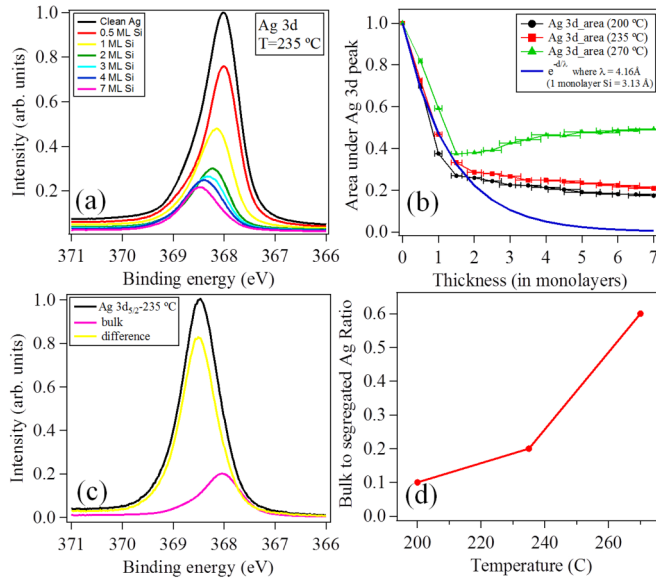 Clean Ag
0.5 ML Si
1 ML Si
2 ML Si
3 ML Si
4 ML Si
7 ML Si
Ag 3d
T=235 ºC
1.0
0.8
0.6
0.4
0.2
Intensity (arb. units)
(a)
371 370 369 368 367 366
Binding energy (eV)
Ag 3d_area (200 ºC)
Ag 3d_area (235 ºC)
Ag 3d_area (270 ºC)
e^-d/λ where λ = 4.16Å
(1 monolayer Si = 3.13 Å)
1.0
0.8
0.6
0.4
0.2
0.0
Area under Ag 3d peak
(b)
0 1 2 3 4 5 6 7
Thickness (in monolayers)
Ag 3d5/2-235 ºC
bulk
difference
1.0
0.8
0.6
0.4
0.2
0.0
Intensity (arb. units)
(c)
371 370 369 368 367 366
Binding energy (eV)
0.6
0.5
0.4
0.3
0.2
0.1
0.0
Bulk to segregated Ag Ratio
(d)
200 220 240 260
Temperature (C)